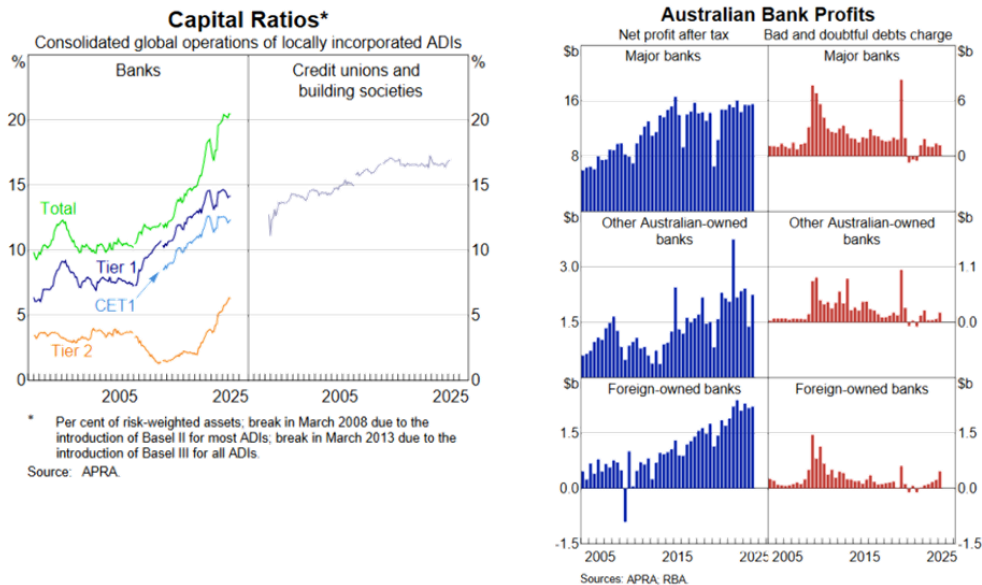 Capital Ratios*
Consolidated global operations of locally incorporated ADIs
% Banks Credit unions and %
building societies
20 20
15 15
Total
10 10
Tier 1
CET1
5 5
Tier 2
0 0
2005 2025 2005 2025
* Per cent of risk-weighted assets; break in March 2008 due to the
introduction of Basel II for most ADIs; break in March 2013 due to the
introduction of Basel III for all ADIs.
Source: APRA.
Australian Bank Profits
Net profit after tax Bad and doubtful debts charge
$b Major banks Major banks $b
16 6
8 0
$b Other Australian-owned Other Australian-owned $b
banks banks
3.0 1.1
1.5 0.0
$b Foreign-owned banks Foreign-owned banks $b
1.5 1.5
0.0 0.0
-1.5 -1.5
2005 2015 2025 2005 2015 2025
Sources: APRA; RBA.